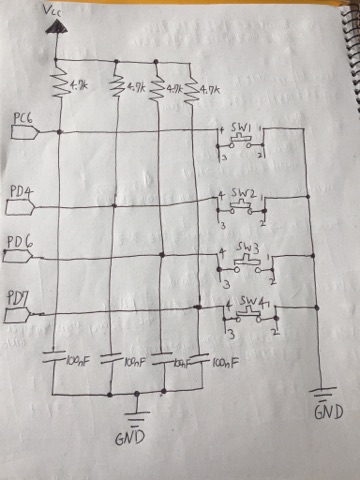 Vcc
4.7k 4.7k 4.7k 4.7k
PC6
4 SW1 1
3 2
PD4
4 SW2 1
3 2
PD6
4 SW3 1
3 2
PD7
4 SW4 1
3 2
100nF 100nF 100nF 100nF
GND
GND